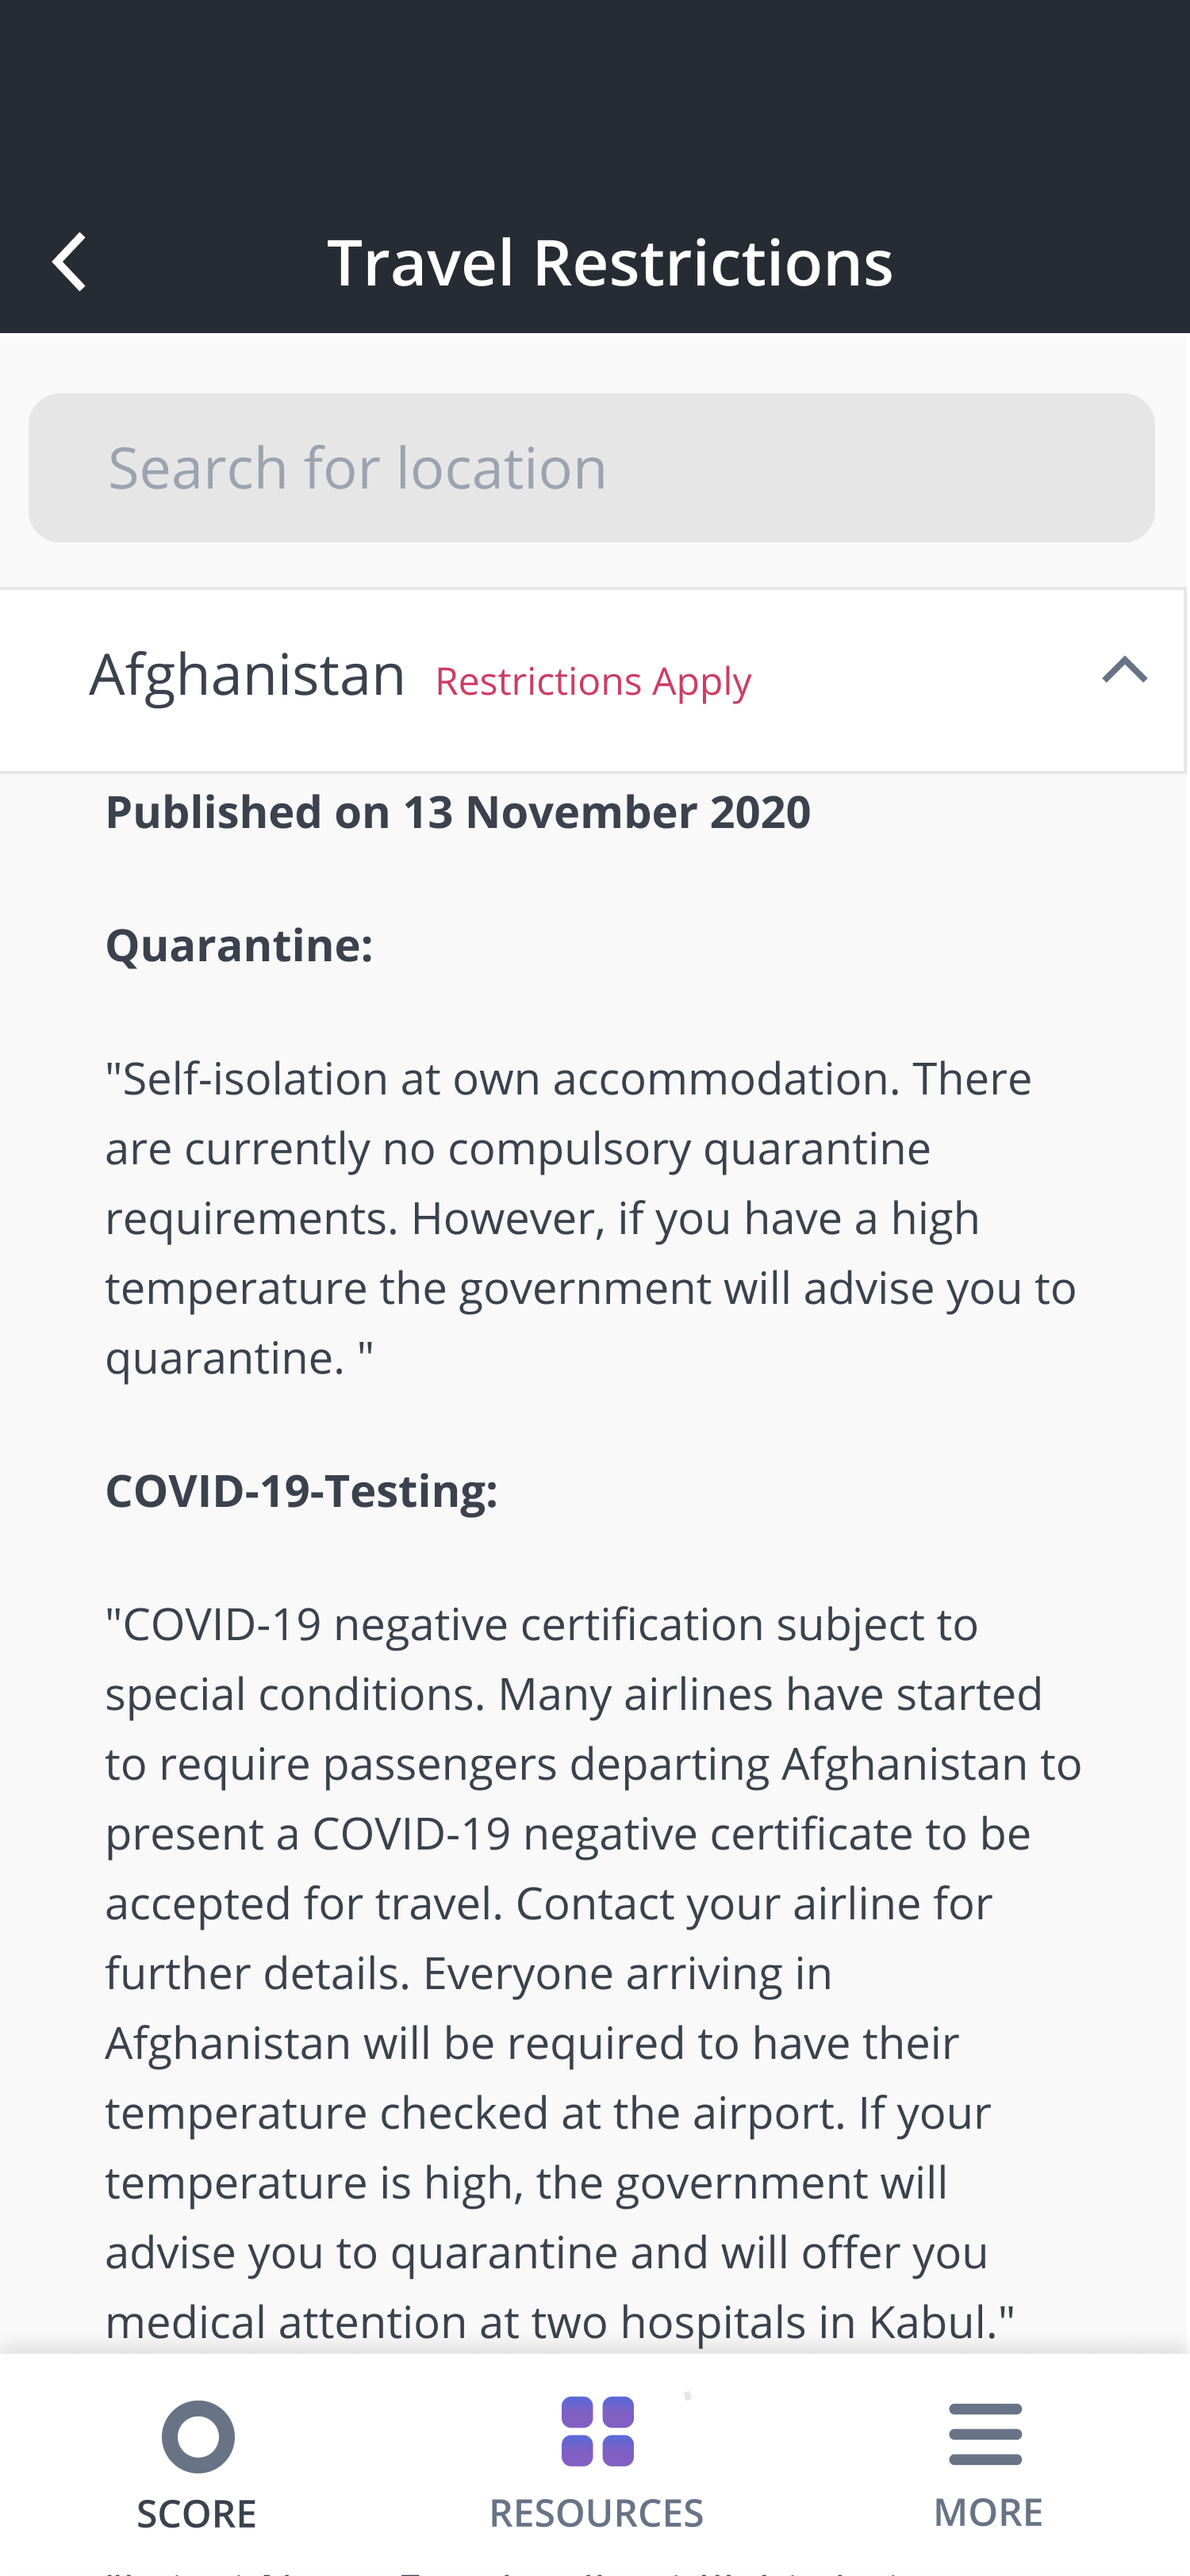 Travel Restrictions
Search for location
Afghanistan Restrictions Apply
Published on 13 November 2020
Quarantine:
"Self-isolation at own accommodation. There
are currently no compulsory quarantine
requirements. However, if you have a high
temperature the government will advise you to
quarantine. "
COVID-19-Testing:
"COVID-19 negative certification subject to
special conditions. Many airlines have started
to require passengers departing Afghanistan to
present a COVID-19 negative certificate to be
accepted for travel. Contact your airline for
further details. Everyone arriving in
Afghanistan will be required to have their
temperature checked at the airport. If your
temperature is high, the government will
advise you to quarantine and will offer you
medical attention at two hospitals in Kabul."
SCORE RESOURCES MORE